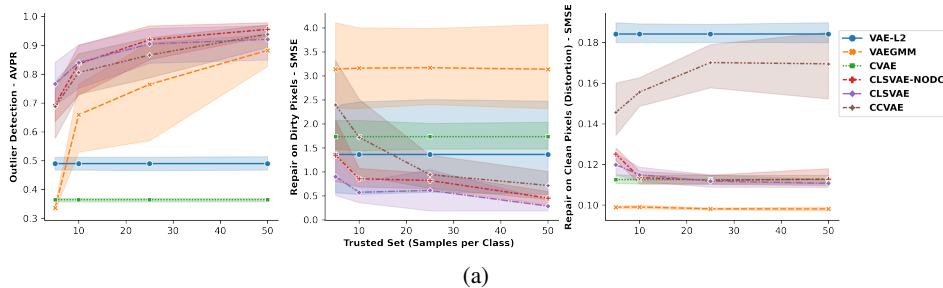 Outlier Detection - AVPR
1.0
0.9
0.8
0.7
0.6
0.5
0.4
0.3
10 20 30 40 50
Repair on Dirty Pixels - SMSE
4.0
3.5
3.0
2.5
2.0
1.5
1.0
0.5
0.0
10 20 30 40 50
Trusted Set (Samples per Class)
Repair on Clean Pixels (Distortion) - SMSE
0.18
0.16
0.14
0.12
0.10
10 20 30 40 50
VAE-L2
VAEGMM
CVAE
CLSVAE-NODC
CLSVAE
CCVAE
(a)